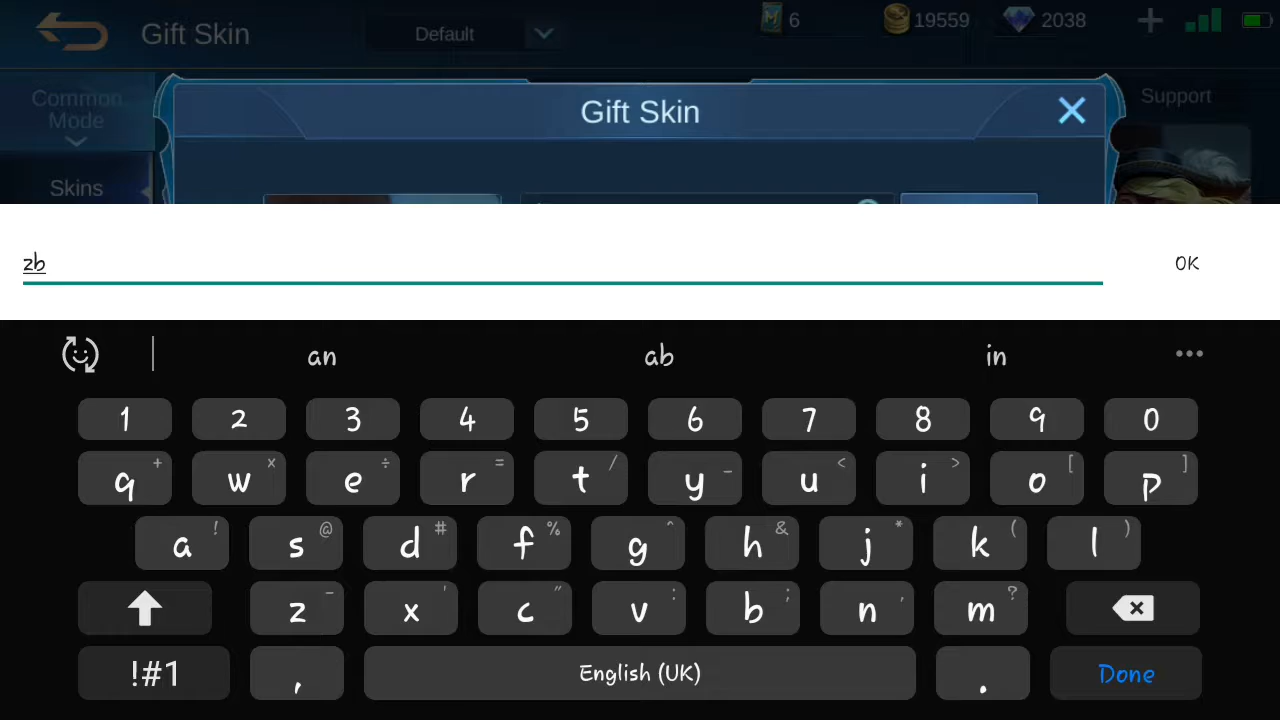 Gift Skin
Default
6
19559
2038
Common
Mode
Skins
Gift Skin
Support
zb
OK
an ab in
1 2 3 4 5 6 7 8 9 0
q + w × e ÷ r = t / y _ u < i > o [ p ]
a ! s @ d # f % g ^ h & j * k ( l )
z - x ' c " v : b ; n , m ?
!#1 , English (UK) . Done